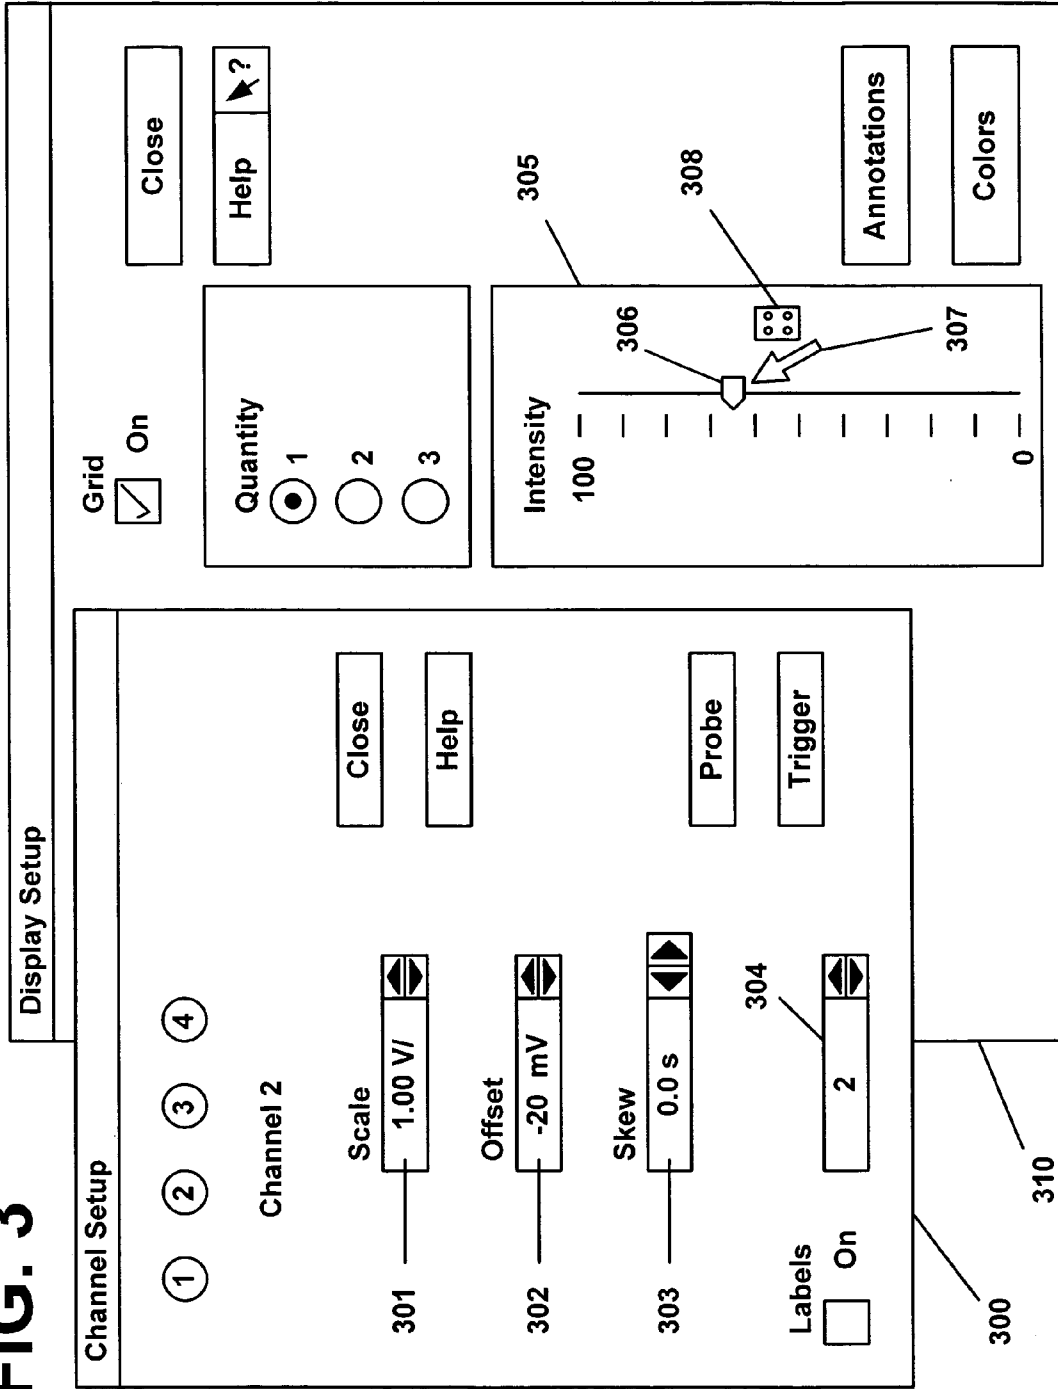 FIG. 3
Display Setup
Channel Setup
1 2 3 4
Channel 2
Scale
301
1.00 V/
Offset
302
-20 mV
Skew
303
0.0 s
304
Labels
On
2
Close
Help
Probe
Trigger
300
310
Grid
On
Close
Help
?
Quantity
1
2
3
305
Intensity
100
0
306
307
308
Annotations
Colors